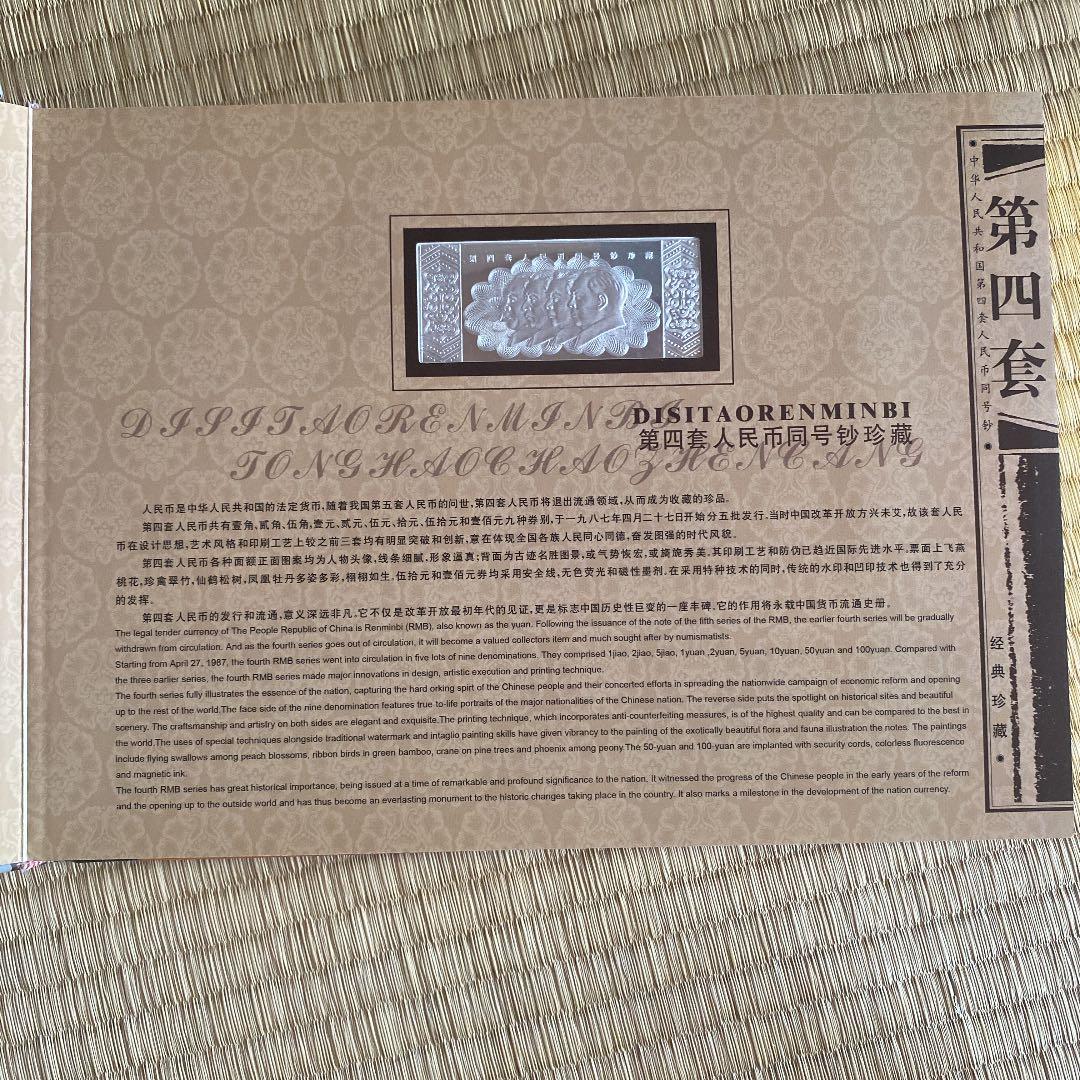 第四套人民币同号钞珍藏
DISITAORENMINBI
TONGHAOCHAOZHENCANG
DISITAORENMINBI
第四套人民币同号钞珍藏
人民币是中华人民共和国的法定货币,随着我国第五套人民币的问世,第四套人民币将退出流通领域,从而成为收藏的珍品.
第四套人民币共有壹角,贰角,伍角,壹元,贰元,伍元,拾元,伍拾元和壹佰元九种券别,于一九八七年四月二十七日开始分五批发行.当时中国改革开放方兴未艾,故该套人民
币在设计思想,艺术风格和印刷工艺上较之前三套均有明显突破和创新,意在体现全国各族人民同心同德,奋发图强的时代风貌.
第四套人民币各种面额正面图案均为人物头像,线条细腻,形象逼真;背面为古迹名胜图景,或气势恢宏,或旖旎秀美.其印刷工艺和防伪已趋近国际先进水平.票面上飞燕
桃花,珍禽翠竹,仙鹤松树,凤凰牡丹多姿多彩,栩栩如生.伍拾元和壹佰元券均采用安全线,无色荧光和磁性墨剂.在采用特种技术的同时,传统的水印和凹印技术也得到了充分
的发挥.
第四套人民币的发行和流通,意义深远非凡.它不仅是改革开放最初年代的见证,更是标志中国历史性巨变的一座丰碑.它的作用将永载中国货币流通史册.
The legal tender currency of The People Republic of China is Renminbi (RMB), also known as the yuan. Following the issuance of the note of the fifth series of the RMB, the earlier fourth series will be gradually
withdrawn from circulation. And as the fourth series goes out of circulation, it will become a valued collectors item and much sought after by numismatists.
Starting from April 27, 1987, the fourth RMB series went into circulation in five lots of nine denominations. They comprised 1jiao, 2jiao, 5jiao, 1yuan ,2yuan, 5yuan, 10yuan, 50yuan and 100yuan. Compared with
the three earlier series, the fourth RMB series made major innovations in design, artistic execution and printing technique.
The fourth series fully illustrates the essence of the nation, capturing the hard orking spirt of the Chinese people and their concerted efforts in spreading the nationwide campaign of economic reform and opening
up to the rest of the world.The face side of the nine denomination features true-to-life portraits of the major nationalities of the Chinese nation. The reverse side puts the spotlight on historical sites and beautiful
scenery. The craftsmanship and artistry on both sides are elegant and exquisite.The printing technique, which incorporates anti-counterfeiting measures, is of the highest quality and can be compared to the best in
the world.The uses of special techniques alongside traditional watermark and intaglio painting skills have given vibrancy to the painting of the exotically beautiful flora and fauna illustration the notes. The paintings
include flying swallows among peach blossoms, ribbon birds in green bamboo, crane on pine trees and phoenix among peony.The 50-yuan and 100-yuan are implanted with security cords, colorless fluorescence
and magnetic ink.
The fourth RMB series has great historical importance, being issued at a time of remarkable and profound significance to the nation. It witnessed the progress of the Chinese people in the early years of the reform
and the opening up to the outside world and has thus become an everlasting monument to the historic changes taking place in the country. It also marks a milestone in the development of the nation currency.
中华人民共和国第四套人民币同号钞
第四套
经典珍藏